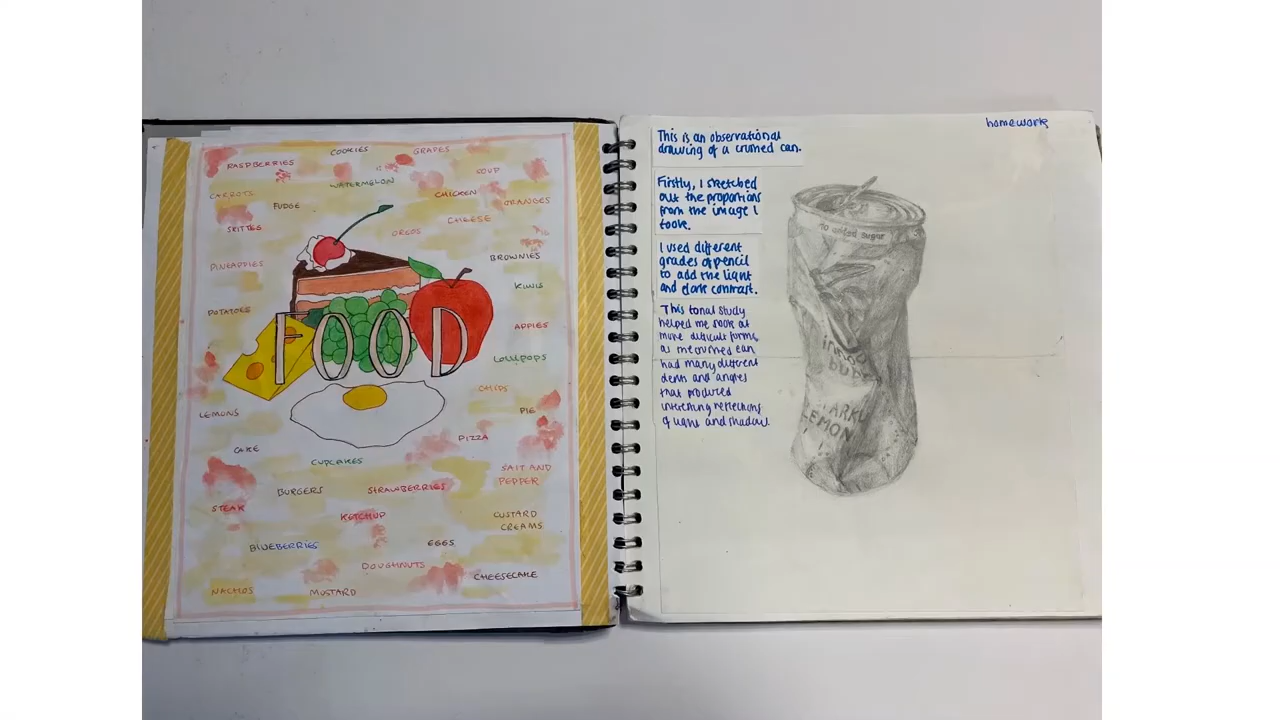 COOKIES
GRAPES
RASPBERRIES
SOUP
WATERMELON
CARROTS
CHICKEN
ORANGES
FUDGE
CHEESE
SKITTLES
OREOS
BROWNIES
PINEAPPLES
KIWIS
POTATOES
APPLES
FOOD
LOLLIPOPS
CHIPS
LEMONS
PIE
PIZZA
CAKE
CUPCAKES
SALT AND
PEPPER
BURGERS
STRAWBERRIES
STEAK
KETCHUP
CUSTARD
CREAMS
BLUEBERRIES
EGGS
DOUGHNUTS
CHEESECAKE
NACHOS
MUSTARD
homework
This is an observational
drawing of a crushed can.
Firstly, I sketched
out the proportions
from the image I
took.
I used different
grades of pencil
to add the light
and dark contrast.
This tonal study
helped me look at
more difficult forms,
as the crushed can
had many different
dents and angles
that produced
interesting reflections
of light and shadow.
no added sugar
LEMON